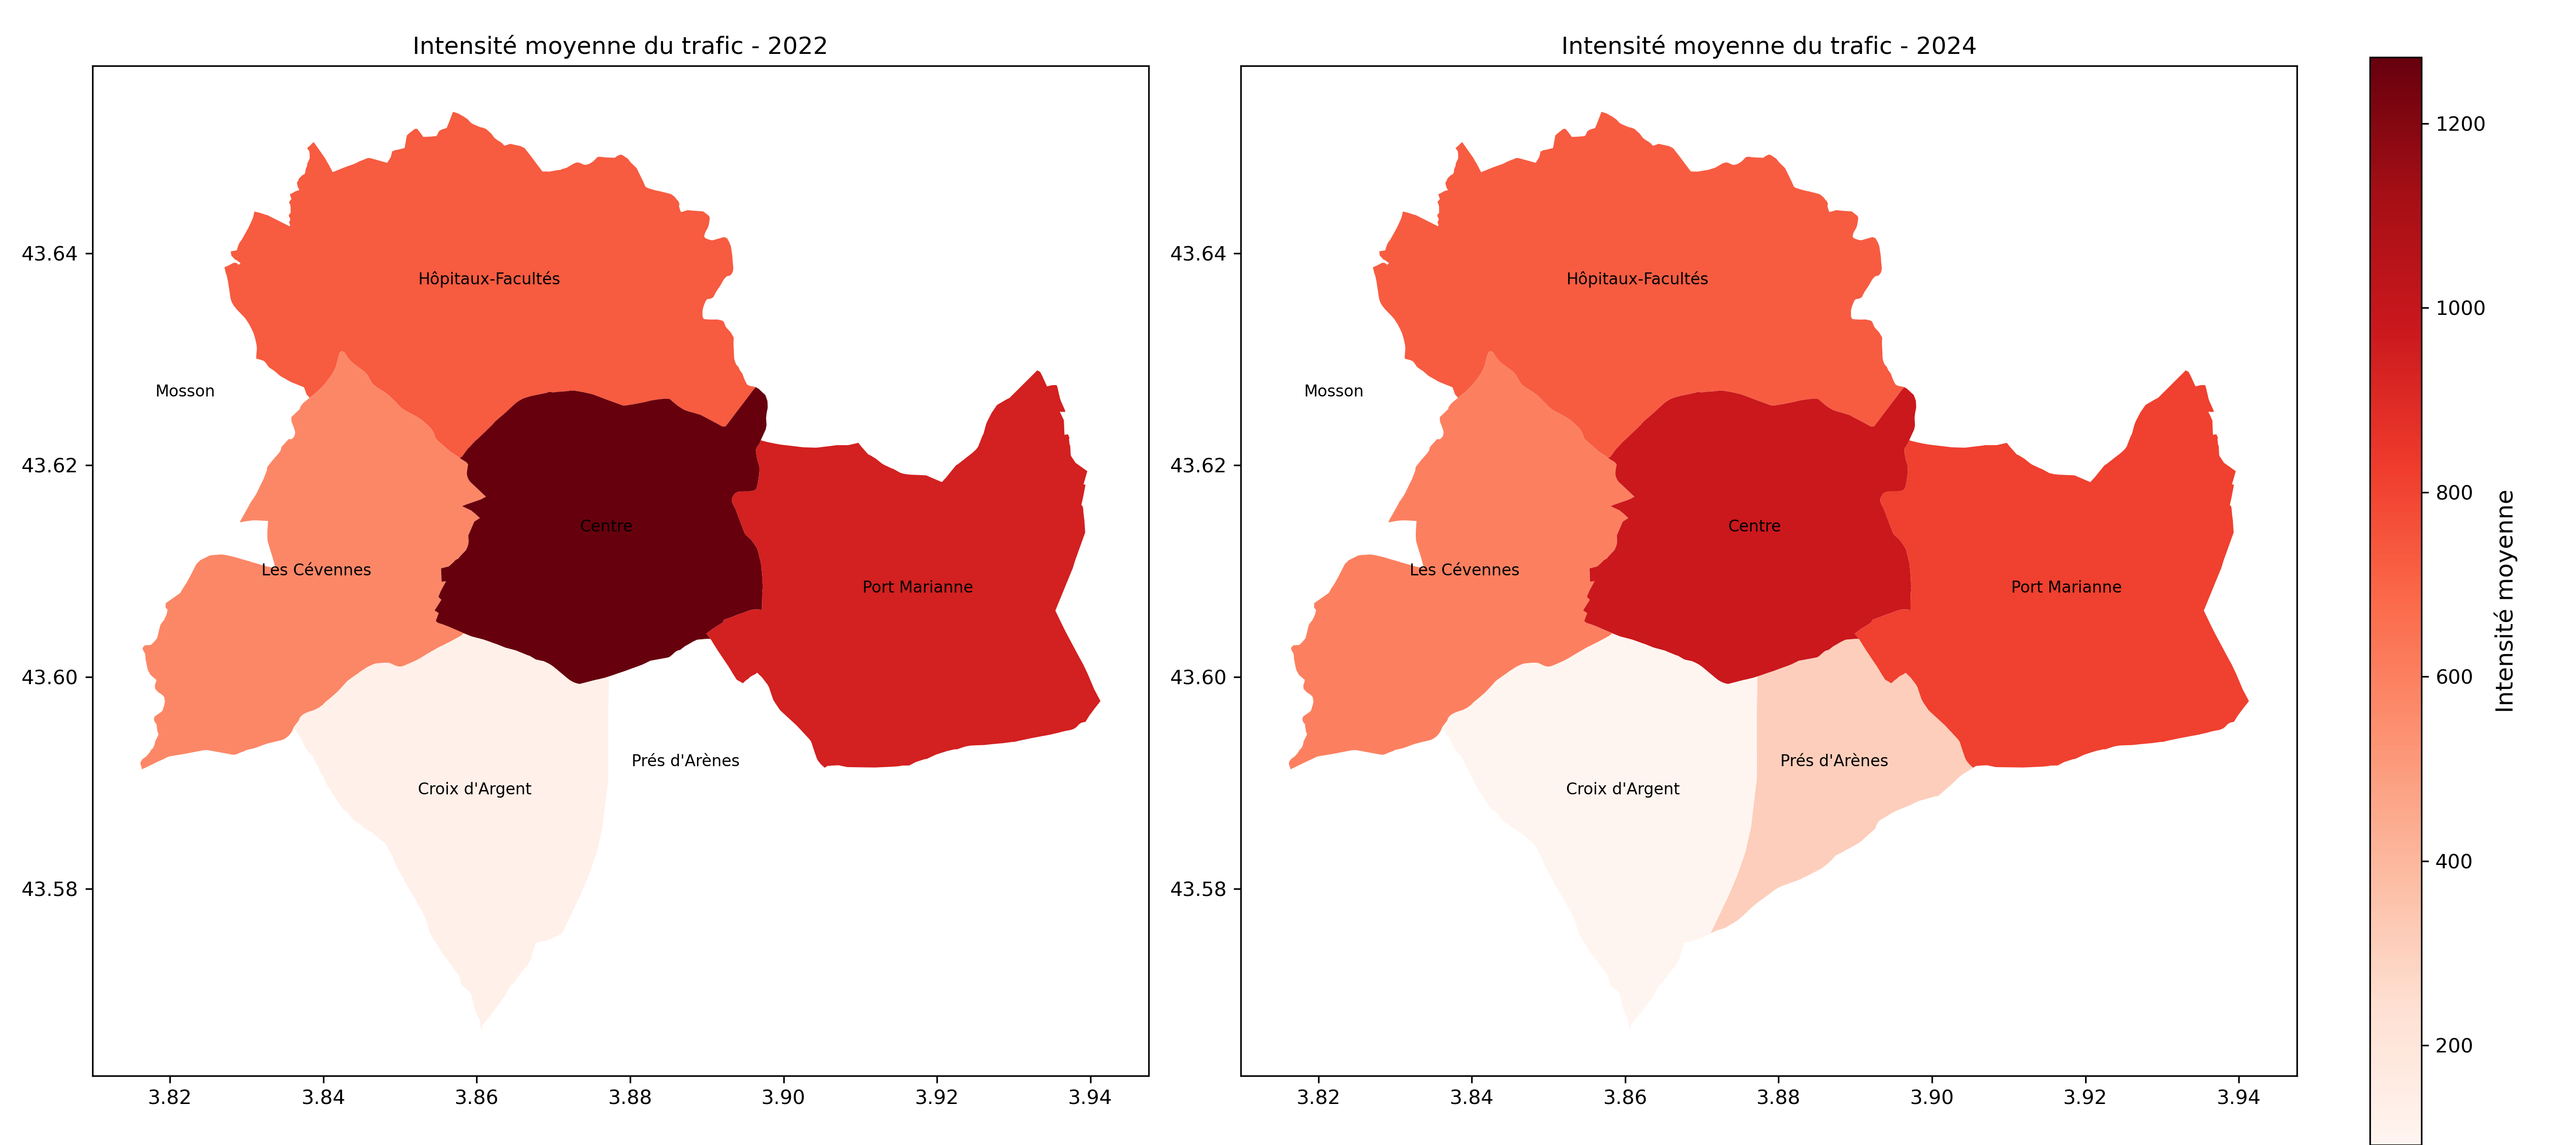 Intensité moyenne du trafic - 2022
43.64
43.62
43.60
43.58
Hôpitaux-Facultés
Mosson
Centre
Les Cévennes
Port Marianne
Prés d'Arènes
Croix d'Argent
3.82 3.84 3.86 3.88 3.90 3.92 3.94
Intensité moyenne du trafic - 2024
43.64
43.62
43.60
43.58
Hôpitaux-Facultés
Mosson
Centre
Les Cévennes
Port Marianne
Prés d'Arènes
Croix d'Argent
3.82 3.84 3.86 3.88 3.90 3.92 3.94
1200
1000
800
600
400
200
Intensité moyenne